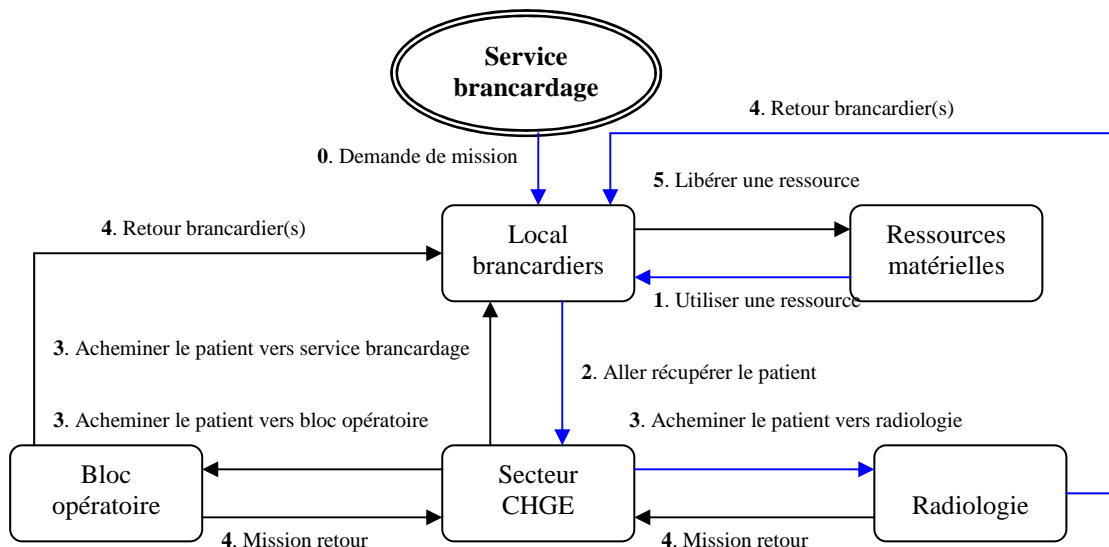 Service
brancardage
4. Retour brancardier(s)
0. Demande de mission
5. Libérer une ressource
4. Retour brancardier(s)
Local
brancardiers
Ressources
matérielles
1. Utiliser une ressource
3. Acheminer le patient vers service brancardage
2. Aller récupérer le patient
3. Acheminer le patient vers bloc opératoire
3. Acheminer le patient vers radiologie
Bloc
opératoire
Secteur
CHGE
Radiologie
4. Mission retour
4. Mission retour